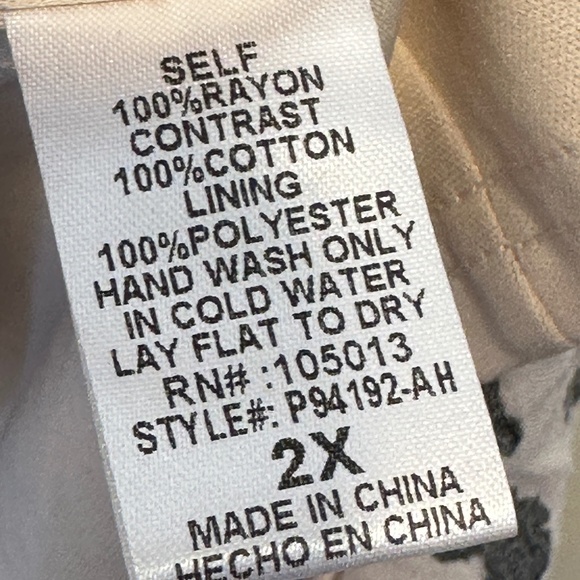 SELF
100%RAYON
CONTRAST
100%COTTON
LINING
100%POLYESTER
HAND WASH ONLY
IN COLD WATER
LAY FLAT TO DRY
RN# :105013
STYLE#: P94192-AH
2X
MADE IN CHINA
HECHO EN CHINA